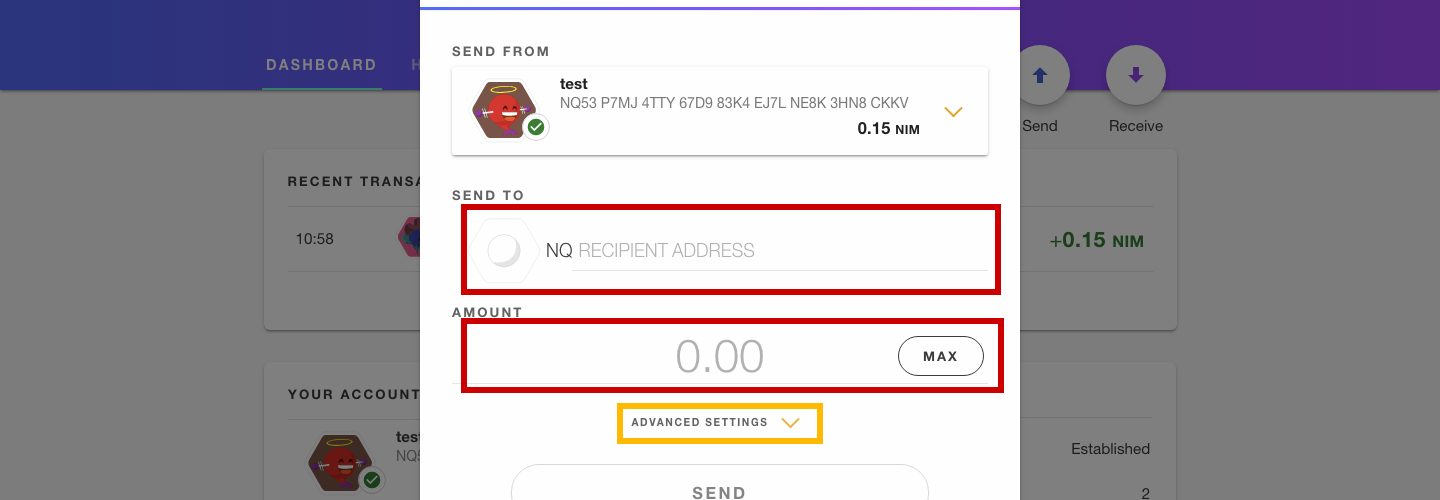 DASHBOARD
SEND FROM
test
NQ53 P7MJ 4TTY 67D9 83K4 EJ7L NE8K 3HN8 CKKV
0.15 NIM
Send
Receive
RECENT TRANSA
SEND TO
10:58
NQ RECIPIENT ADDRESS
+0.15 NIM
AMOUNT
0.00
MAX
YOUR ACCOUNT
ADVANCED SETTINGS
test
NQ5
Established
SEND
2